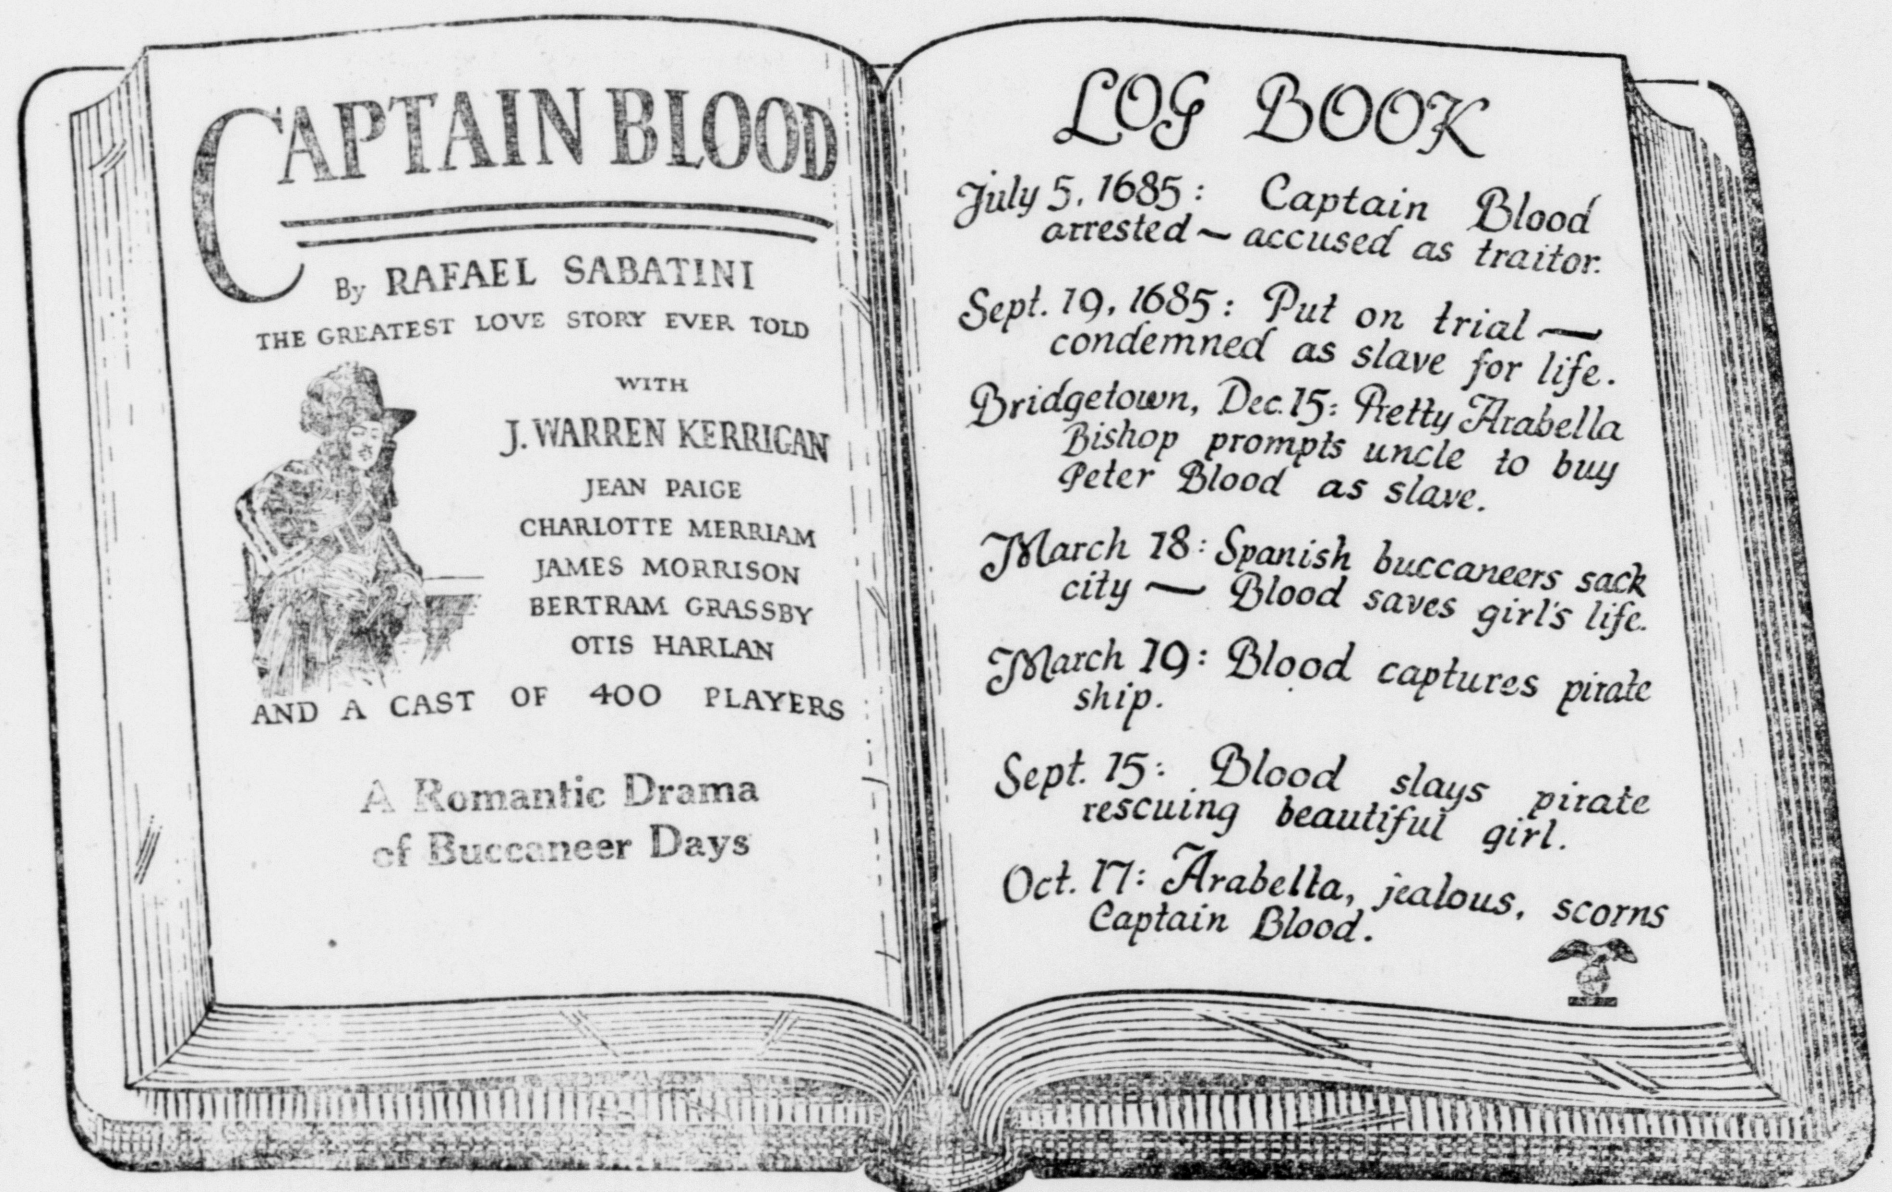 CAPTAIN BLOOD
By RAFAEL SABATINI
THE GREATEST LOVE STORY EVER TOLD
WITH
J. WARREN KERRIGAN
JEAN PAIGE
CHARLOTTE MERRIAM
JAMES MORRISON
BERTRAM GRASSBY
OTIS HARLAN
AND A CAST OF 400 PLAYERS
A Romantic Drama
of Buccaneer Days
LOG BOOK
July 5, 1685: Captain Blood
arrested — accused as traitor.
Sept. 19, 1685: Put on trial —
condemned as slave for life.
Bridgetown, Dec. 15: Pretty Arabella
Bishop prompts uncle to buy
Peter Blood as slave.
March 18: Spanish buccaneers sack
city — Blood saves girl's life.
March 19: Blood captures pirate
ship.
Sept. 15: Blood slays pirate
rescuing beautiful girl.
Oct. 17: Arabella, jealous, scorns
Captain Blood.